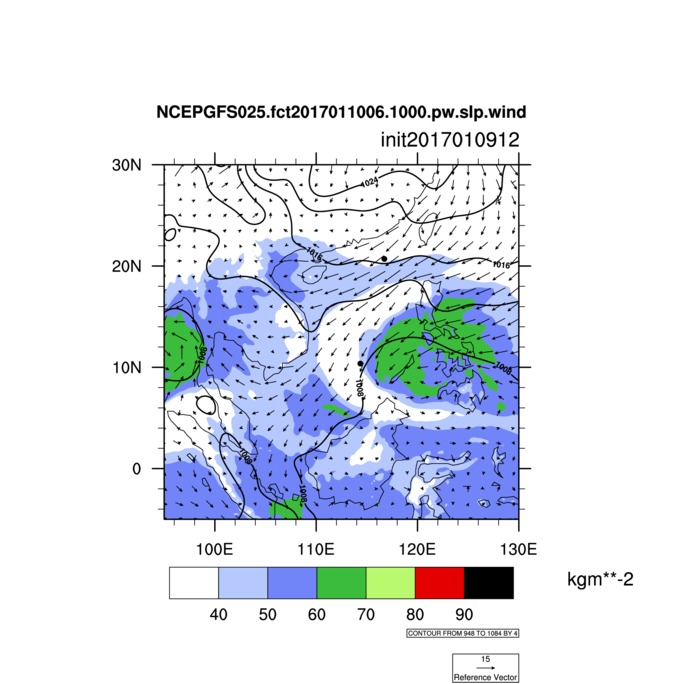 NCEPGFS025.fct2017011006.1000.pw.slp.wind
init2017010912
30N
1024
20N
1016
1016
10N
1008
1008
1008
0
1008
1008
100E 110E 120E 130E
kgm**-2
40 50 60 70 80 90
CONTOUR FROM 948 TO 1084 BY 4
15
Reference Vector